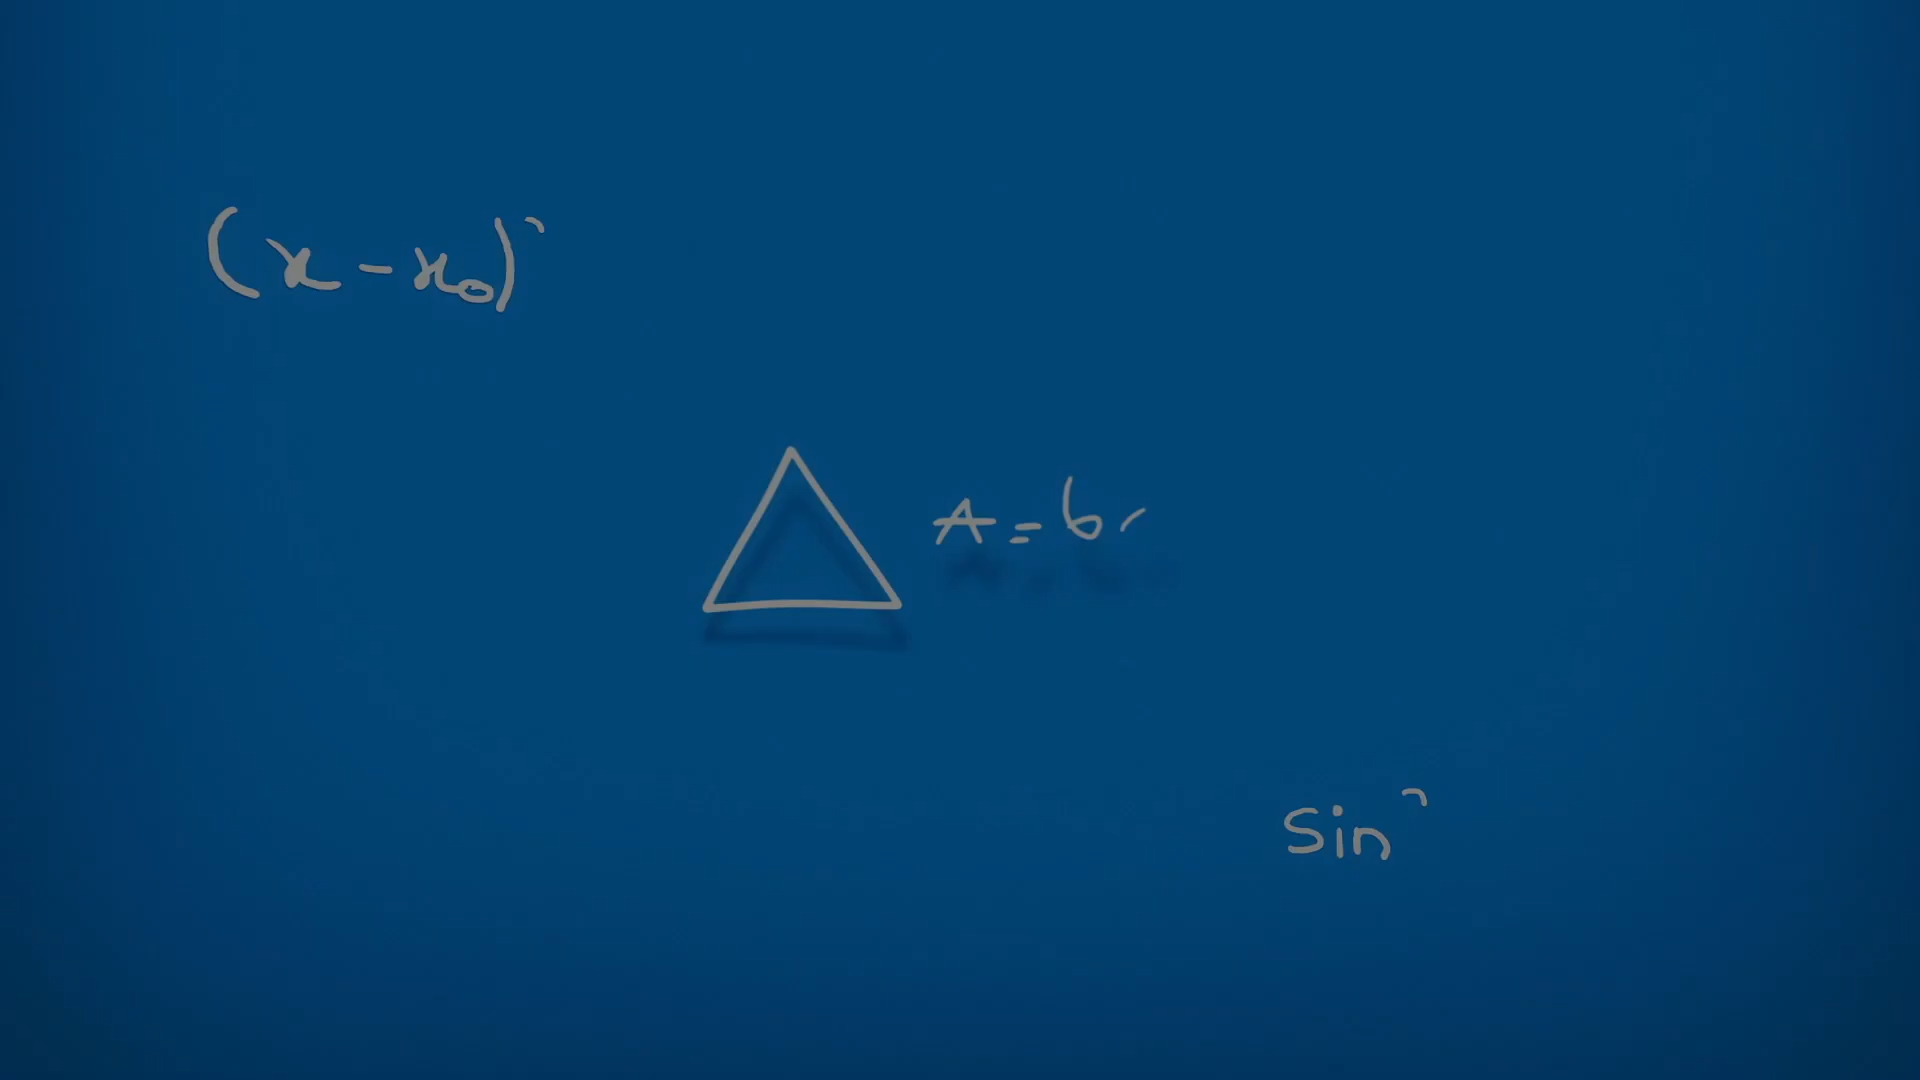 (x-x₀)
A = b
sin